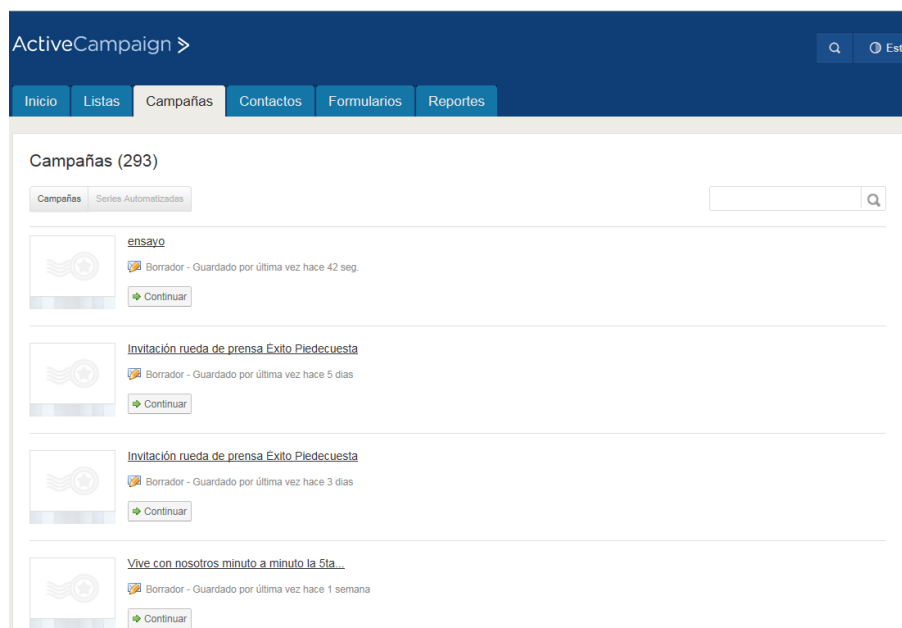 ActiveCampaign >
Est
Inicio Listas Campañas Contactos Formularios Reportes
Campañas (293)
Campañas Series Automatizadas
ensayo
Borrador - Guardado por última vez hace 42 seg.
Continuar
Invitación rueda de prensa Éxito Piedecuesta
Borrador - Guardado por última vez hace 5 dias
Continuar
Invitación rueda de prensa Éxito Piedecuesta
Borrador - Guardado por última vez hace 3 dias
Continuar
Vive con nosotros minuto a minuto la 5ta...
Borrador - Guardado por última vez hace 1 semana
Continuar